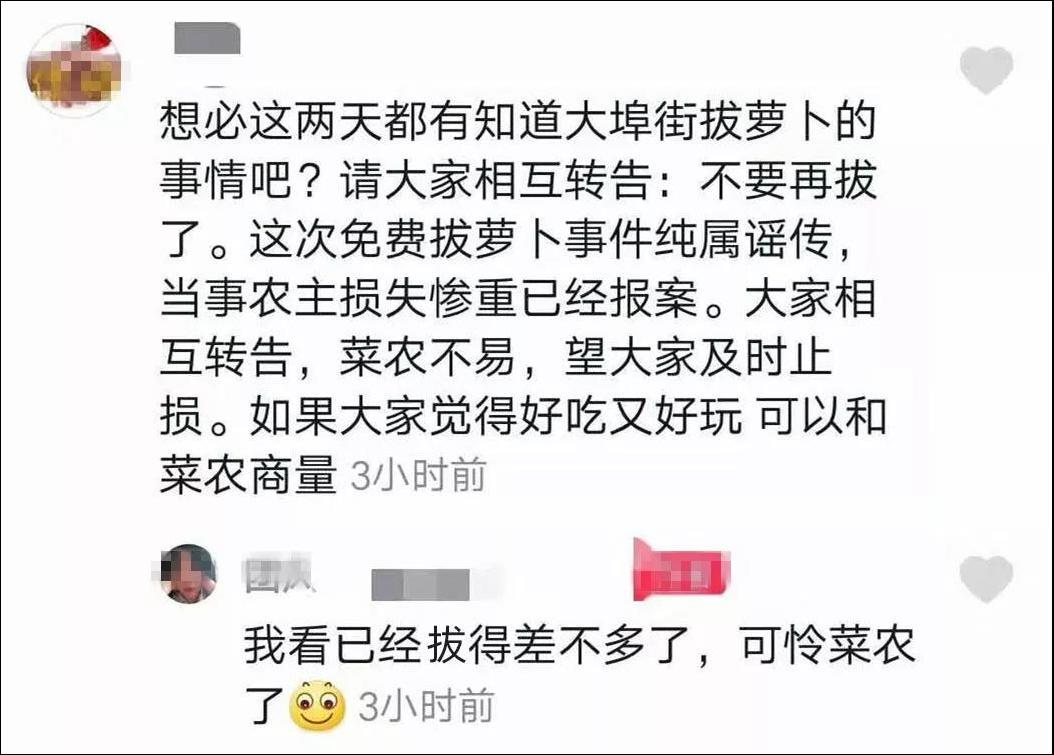 想必这两天都有知道大埠街拔萝卜的
事情吧？请大家相互转告：不要再拔
了。这次免费拔萝卜事件纯属谣传，
当事农主损失惨重已经报案。大家相
互转告，菜农不易，望大家及时止
损。如果大家觉得好吃又好玩 可以和
菜农商量 3小时前
我看已经拔得差不多了，可怜菜农
了 3小时前